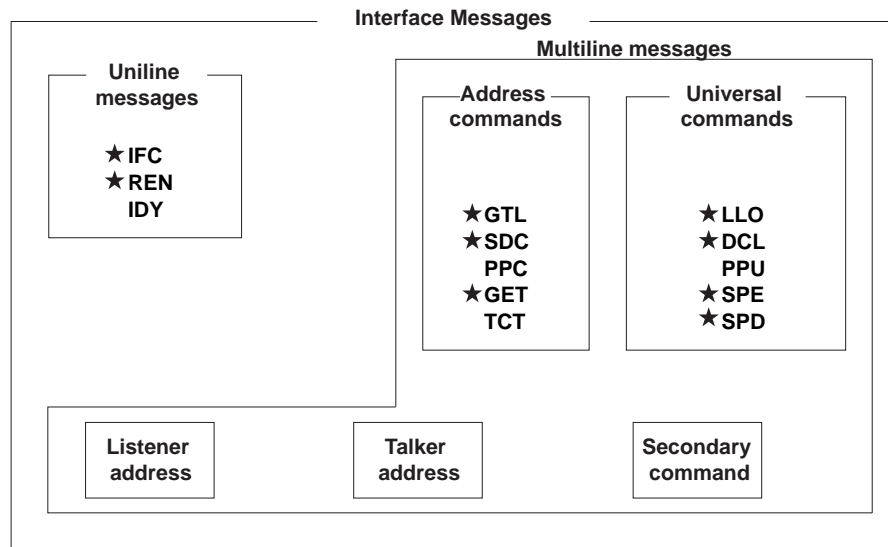 Interface Messages
Multiline messages
Uniline
messages
★ IFC
★ REN
IDY
Address
commands
★ GTL
★ SDC
PPC
★ GET
TCT
Universal
commands
★ LLO
★ DCL
PPU
★ SPE
★ SPD
Listener
address
Talker
address
Secondary
command